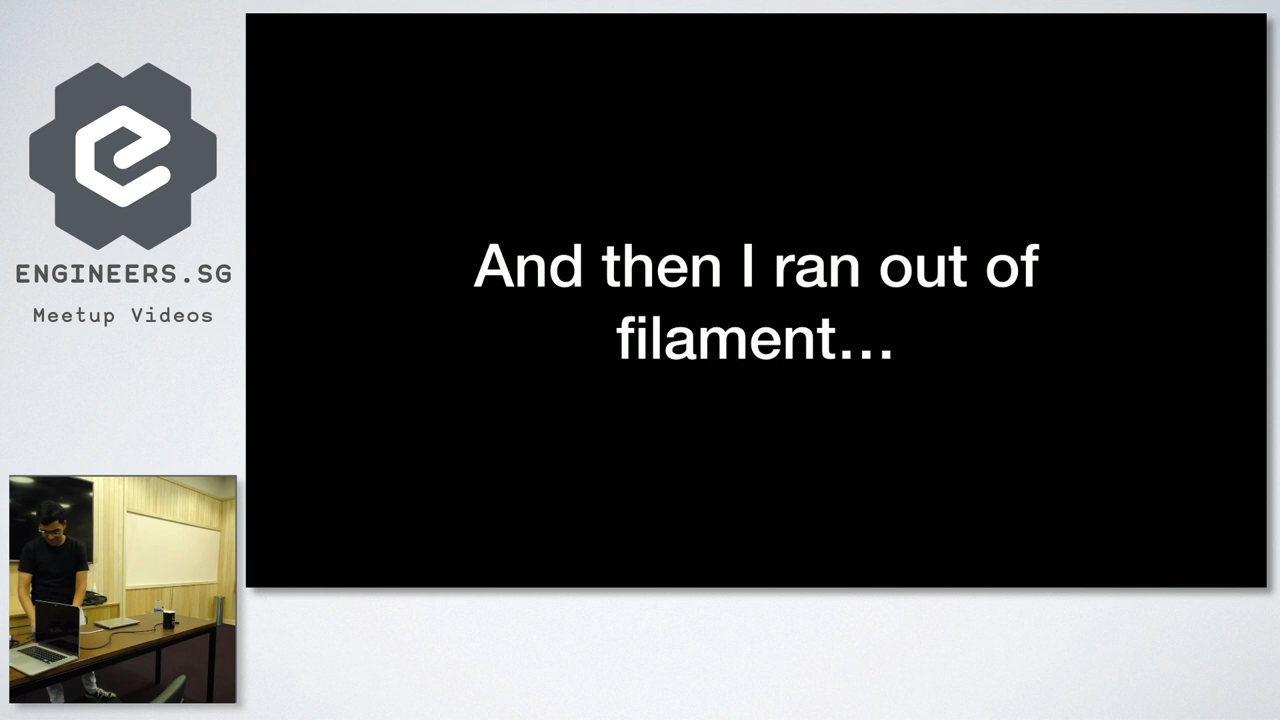 ENGINEERS.SG
Meetup Videos
And then I ran out of
filament...